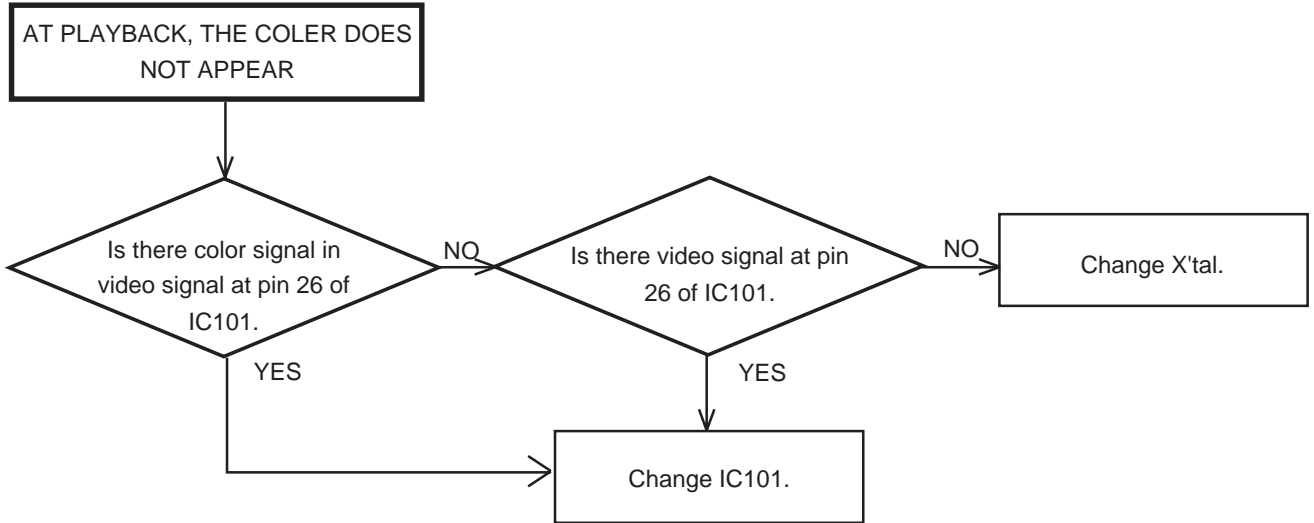 AT PLAYBACK, THE COLER DOES
NOT APPEAR
Is there color signal in
video signal at pin 26 of
IC101.
NO
YES
Is there video signal at pin
26 of IC101.
NO
YES
Change X'tal.
Change IC101.